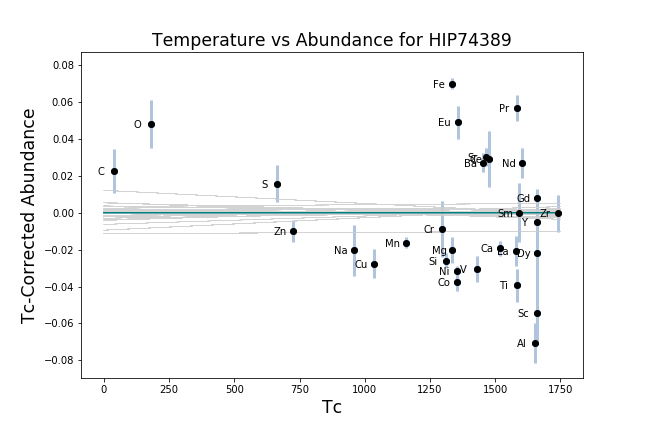 Temperature vs Abundance for HIP74389
Tc-Corrected Abundance
0.08
0.06
0.04
0.02
0.00
−0.02
−0.04
−0.06
−0.08
Fe
Pr
O
Eu
Sr
Ba
Nd
C
S
Gd
Sm
Zr
Y
Zn
Cr
Mn
Na
Mg
Ca
La
Dy
Cu
Si
Ni
V
Co
Ti
Sc
Al
0
250
500
750
1000
1250
1500
1750
Tc